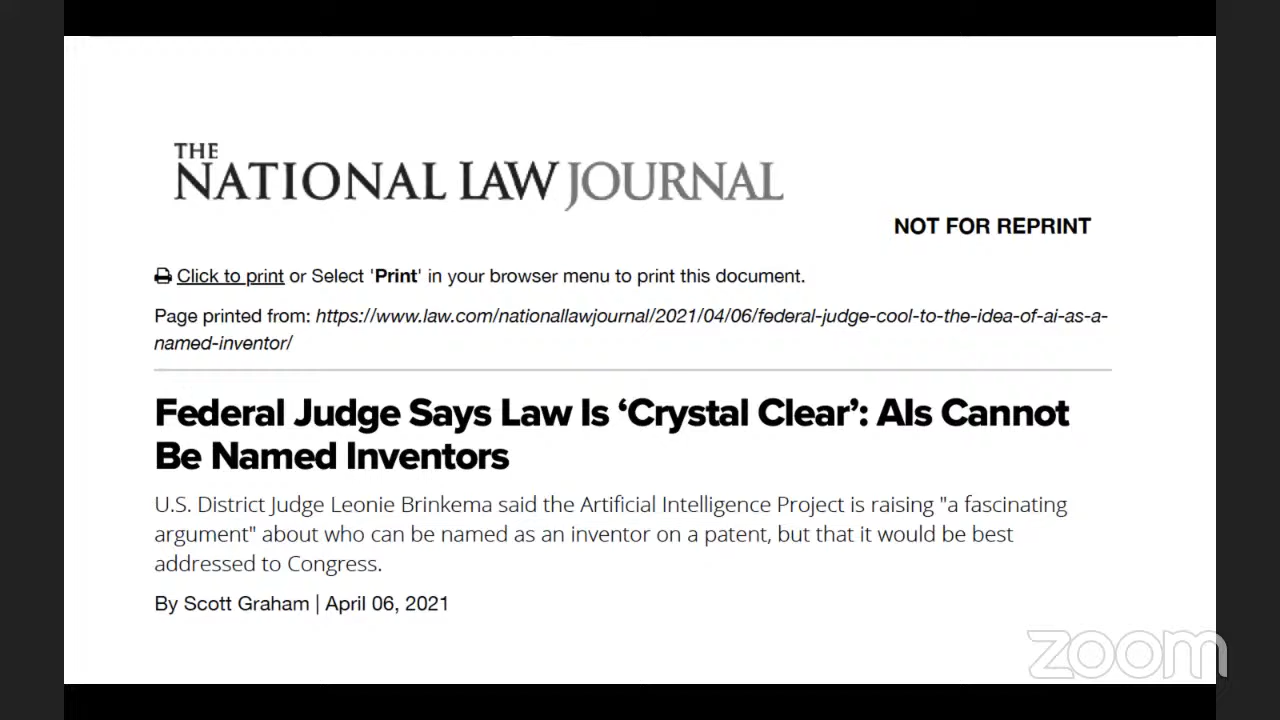 THE
NATIONAL LAW JOURNAL
NOT FOR REPRINT
Click to print or Select 'Print' in your browser menu to print this document.
Page printed from: https://www.law.com/nationallawjournal/2021/04/06/federal-judge-cool-to-the-idea-of-ai-as-a-
named-inventor/
Federal Judge Says Law Is ‘Crystal Clear’: AIs Cannot
Be Named Inventors
U.S. District Judge Leonie Brinkema said the Artificial Intelligence Project is raising "a fascinating
argument" about who can be named as an inventor on a patent, but that it would be best
addressed to Congress.
By Scott Graham | April 06, 2021
zoom